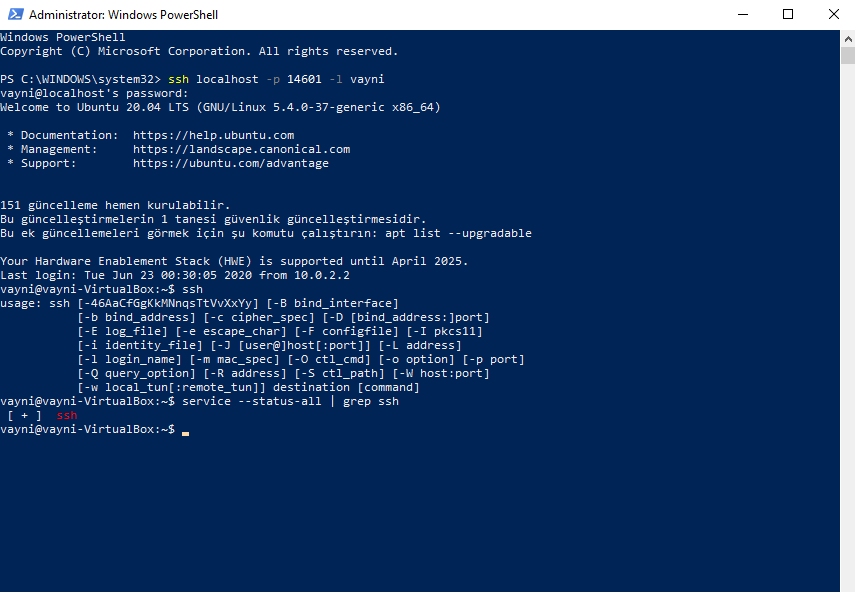 Administrator: Windows PowerShell
Windows PowerShell
Copyright (C) Microsoft Corporation. All rights reserved.
PS C:\WINDOWS\system32> ssh localhost -p 14601 -l vayni
vayni@localhost's password:
Welcome to Ubuntu 20.04 LTS (GNU/Linux 5.4.0-37-generic x86_64)
 * Documentation:  https://help.ubuntu.com
 * Management:     https://landscape.canonical.com
 * Support:        https://ubuntu.com/advantage
151 güncelleme hemen kurulabilir.
Bu güncelleştirmelerin 1 tanesi güvenlik güncelleştirmesidir.
Bu ek güncellemeleri görmek için şu komutu çalıştırın: apt list --upgradable
Your Hardware Enablement Stack (HWE) is supported until April 2025.
Last login: Tue Jun 23 00:30:05 2020 from 10.0.2.2
vayni@vayni-VirtualBox:~$ ssh
usage: ssh [-46AaCfGgKkMNnqsTtVvXxYy] [-B bind_interface]
           [-b bind_address] [-c cipher_spec] [-D [bind_address:]port]
           [-E log_file] [-e escape_char] [-F configfile] [-I pkcs11]
           [-i identity_file] [-J [user@]host[:port]] [-L address]
           [-l login_name] [-m mac_spec] [-O ctl_cmd] [-o option] [-p port]
           [-Q query_option] [-R address] [-S ctl_path] [-W host:port]
           [-w local_tun[:remote_tun]] destination [command]
vayni@vayni-VirtualBox:~$ service --status-all | grep ssh
 [ + ]  ssh
vayni@vayni-VirtualBox:~$